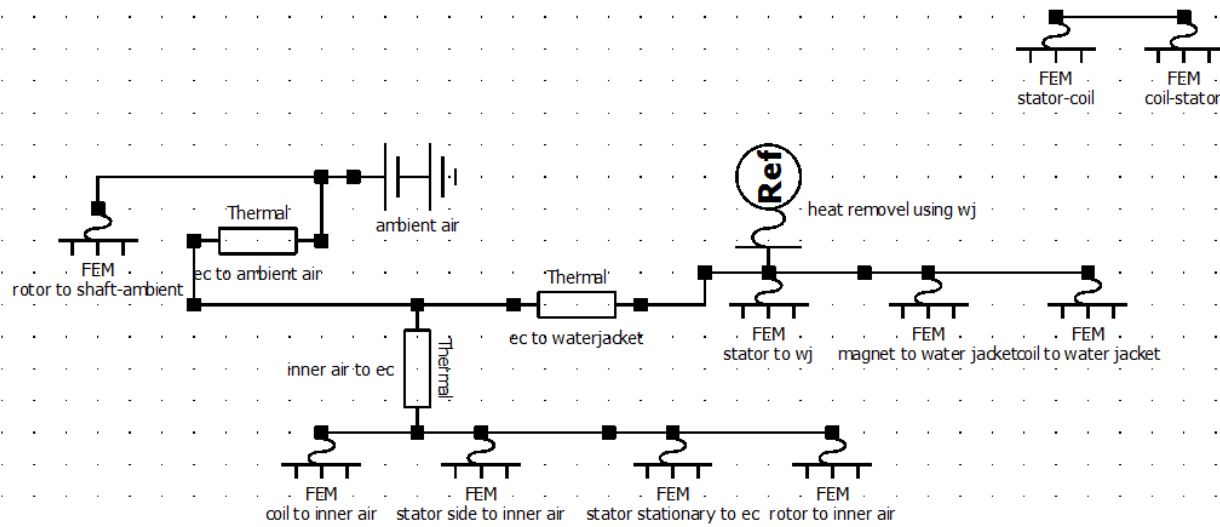 FEM
stator-coil
FEM
coil-stator
Ref
heat removel using wj
Thermal
ambient air
FEM
rotor to shaft-ambient
ec to ambient air
Thermal
ec to waterjacket
FEM
stator to wj
FEM
magnet to water jacket
FEM
coil to water jacket
inner air to ec
Thermal
FEM
coil to inner air
FEM
stator side to inner air
FEM
stator stationary to ec
FEM
rotor to inner air